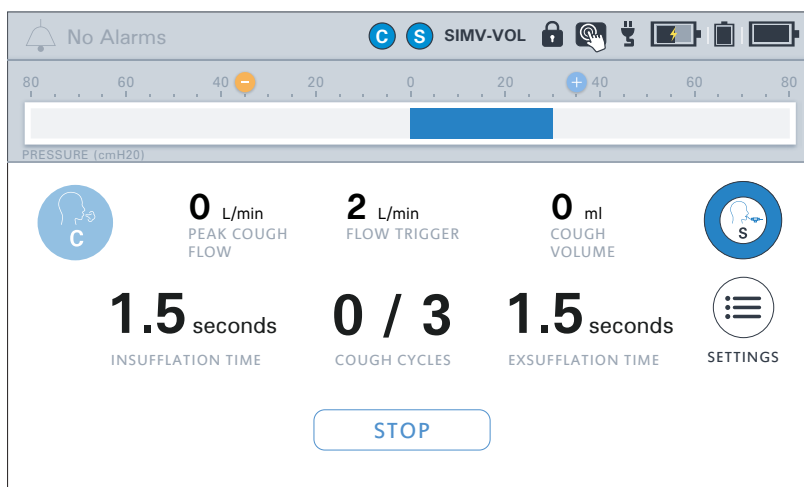 No Alarms
C S SIMV-VOL
80 60 40 − 20 0 20 + 40 60 80
PRESSURE (cmH20)
C
0 L/min
PEAK COUGH
FLOW
2 L/min
FLOW TRIGGER
0 ml
COUGH
VOLUME
S
1.5 seconds
INSUFFLATION TIME
0 / 3
COUGH CYCLES
1.5 seconds
EXSUFFLATION TIME
SETTINGS
STOP